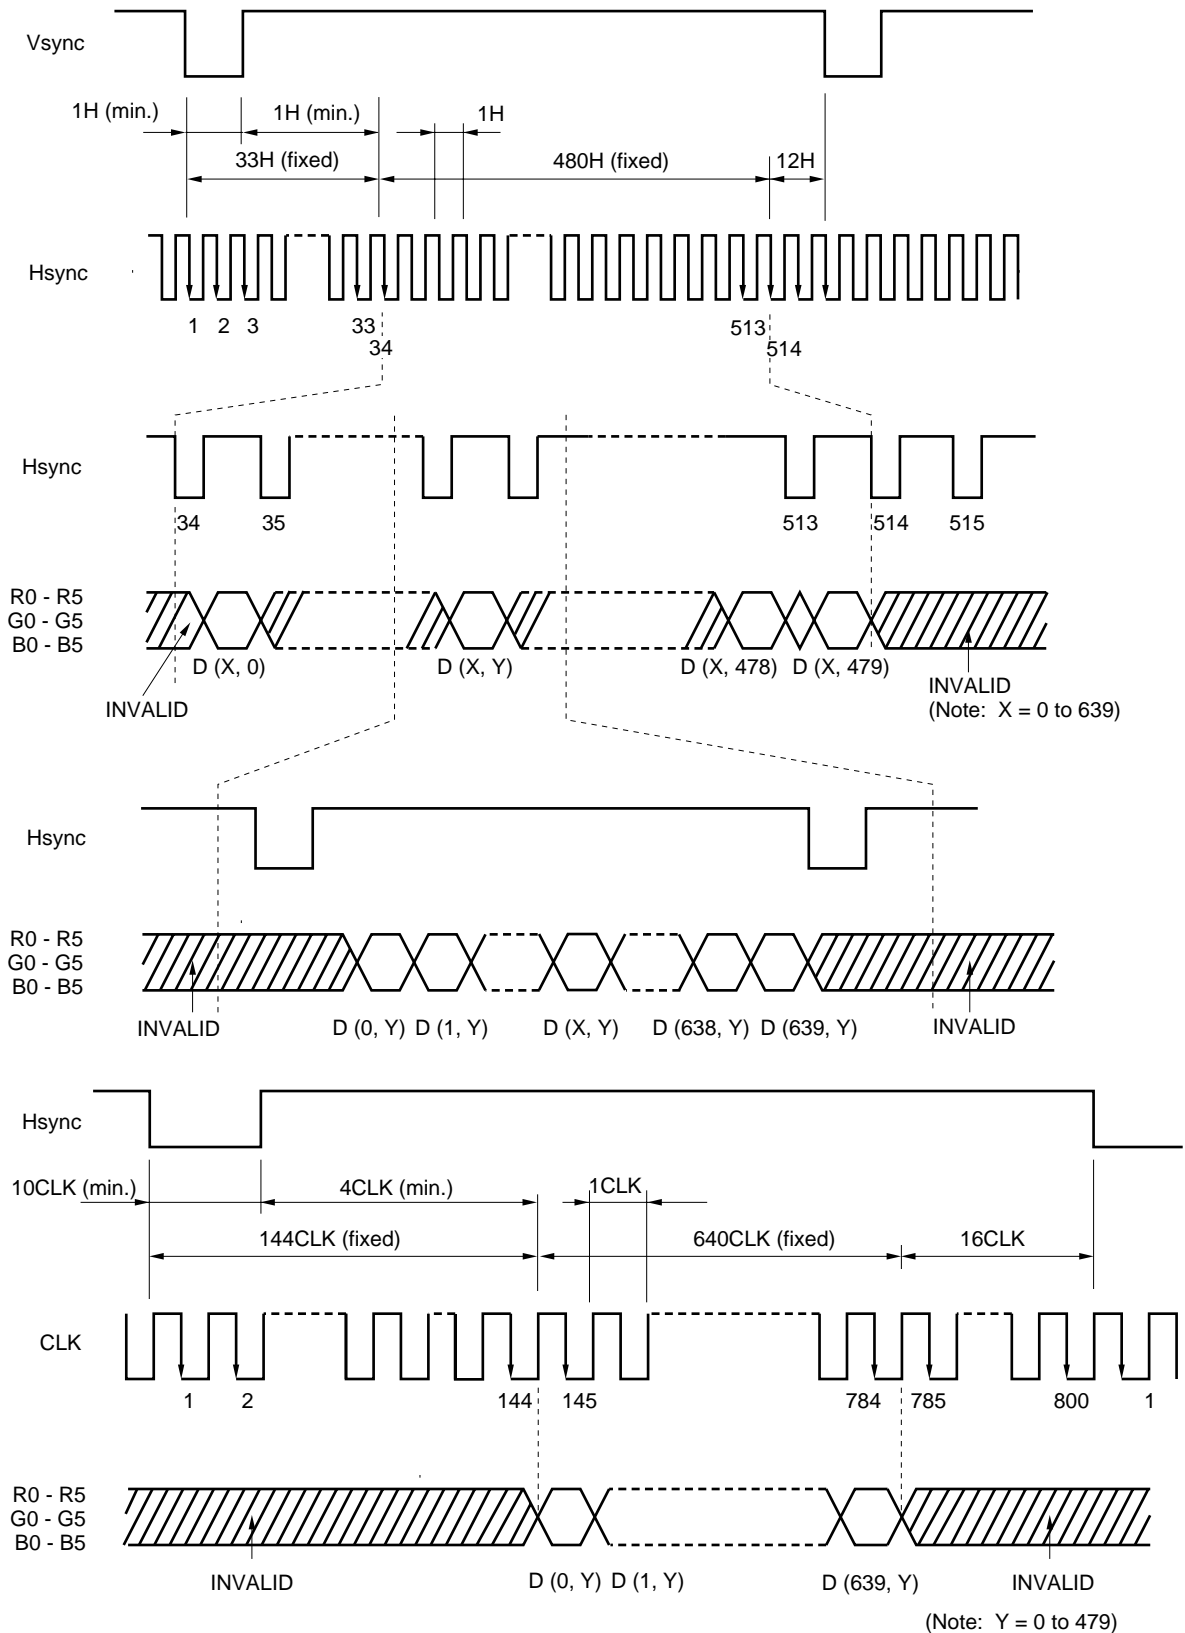 Vsync
1H (min.) 1H (min.) 1H
33H (fixed) 480H (fixed) 12H
Hsync
1 2 3 33 513
34 514
Hsync
34 35 513 514 515
R0 - R5
G0 - G5
B0 - B5
D (X, 0) D (X, Y) D (X, 478) D (X, 479)
INVALID
INVALID
(Note: X = 0 to 639)
Hsync
R0 - R5
G0 - G5
B0 - B5
INVALID D (0, Y) D (1, Y) D (X, Y) D (638, Y) D (639, Y) INVALID
Hsync
10CLK (min.) 4CLK (min.) 1CLK
144CLK (fixed) 640CLK (fixed) 16CLK
CLK
1 2 144 145 784 785 800 1
R0 - R5
G0 - G5
B0 - B5
INVALID D (0, Y) D (1, Y) D (639, Y) INVALID
(Note: Y = 0 to 479)